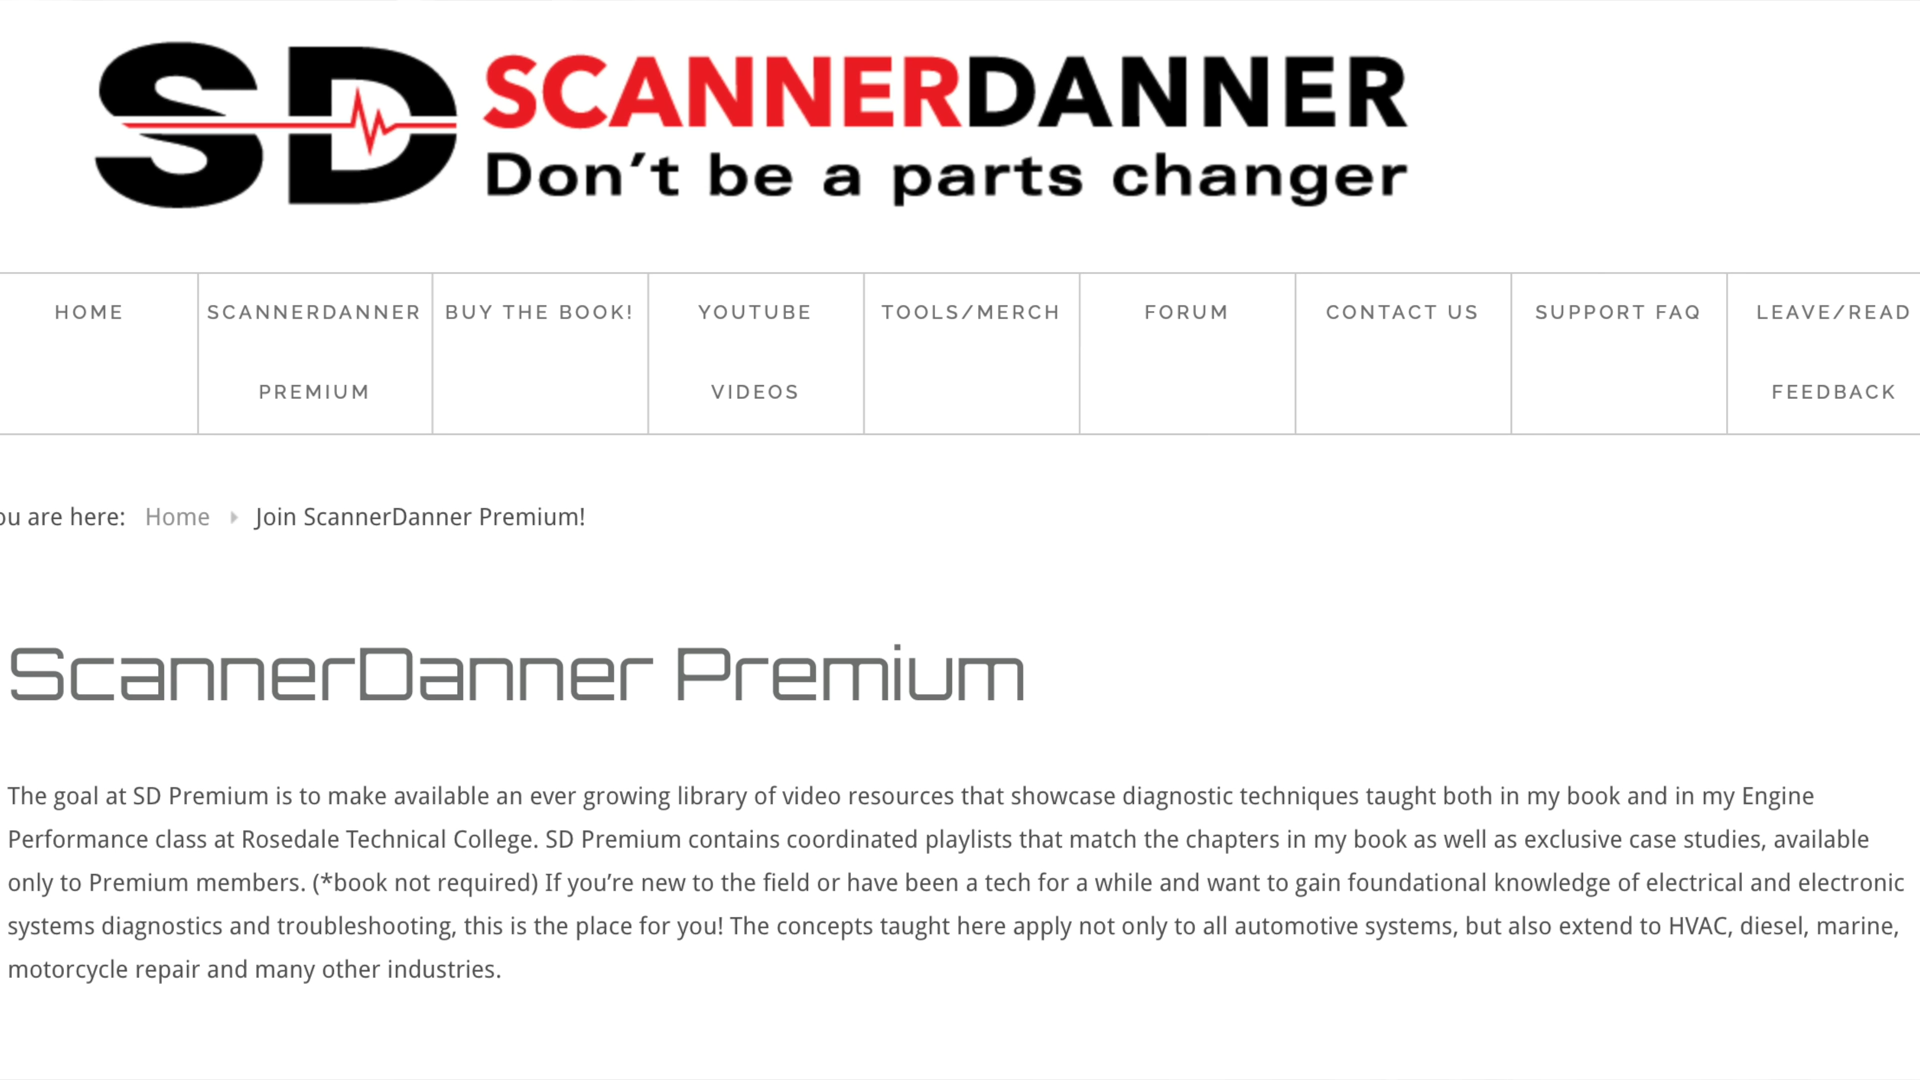 SD SCANNERDANNER
Don't be a parts changer
HOME SCANNERDANNER BUY THE BOOK! YOUTUBE TOOLS/MERCH FORUM CONTACT US SUPPORT FAQ LEAVE/READ
PREMIUM VIDEOS FEEDBACK
ou are here: Home Join ScannerDanner Premium!
ScannerDanner Premium
The goal at SD Premium is to make available an ever growing library of video resources that showcase diagnostic techniques taught both in my book and in my Engine
Performance class at Rosedale Technical College. SD Premium contains coordinated playlists that match the chapters in my book as well as exclusive case studies, available
only to Premium members. (*book not required) If you’re new to the field or have been a tech for a while and want to gain foundational knowledge of electrical and electronic
systems diagnostics and troubleshooting, this is the place for you! The concepts taught here apply not only to all automotive systems, but also extend to HVAC, diesel, marine,
motorcycle repair and many other industries.